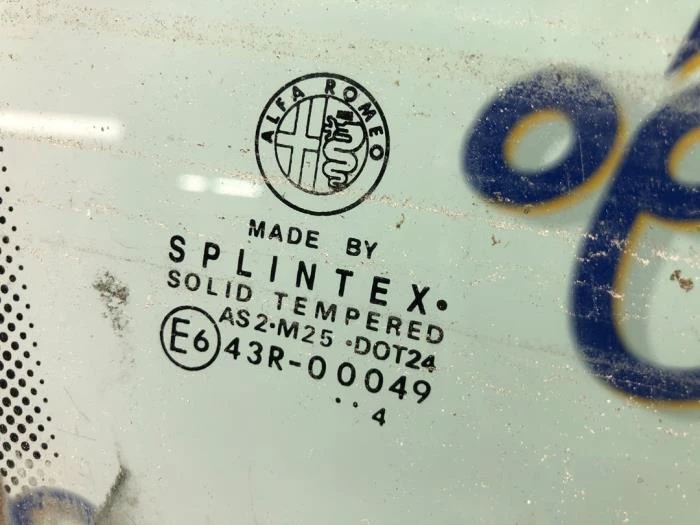 ALFA ROMEO
MADE BY
SPLINTEX•
SOLID TEMPERED
AS2•M25 •DOT24
E6 43R-00049
•• 4